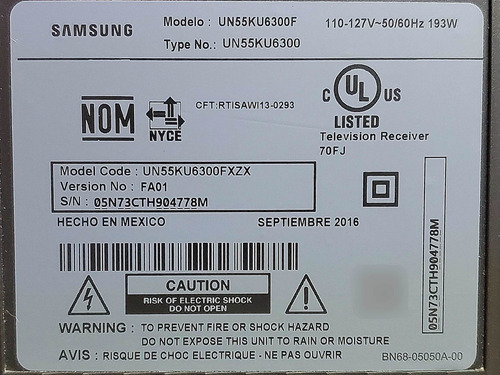 SAMSUNG
Modelo : UN55KU6300F 110-127V~50/60Hz 193W
Type No.: UN55KU6300
NOM
NYCE
CFT:RTISAWI13-0293
C UL US
LISTED
Television Receiver
70FJ
Model Code : UN55KU6300FXZX
Version No : FA01
S/N : 05N73CTH904778M
HECHO EN MEXICO SEPTIEMBRE 2016
05N73CTH904778M
CAUTION
RISK OF ELECTRIC SHOCK
DO NOT OPEN
WARNING : TO PREVENT FIRE OR SHOCK HAZARD
DO NOT EXPOSE THIS UNIT TO RAIN OR MOISTURE
AVIS : RISQUE DE CHOC ELECTRIQUE - NE PAS OUVRIR
BN68-05050A-00